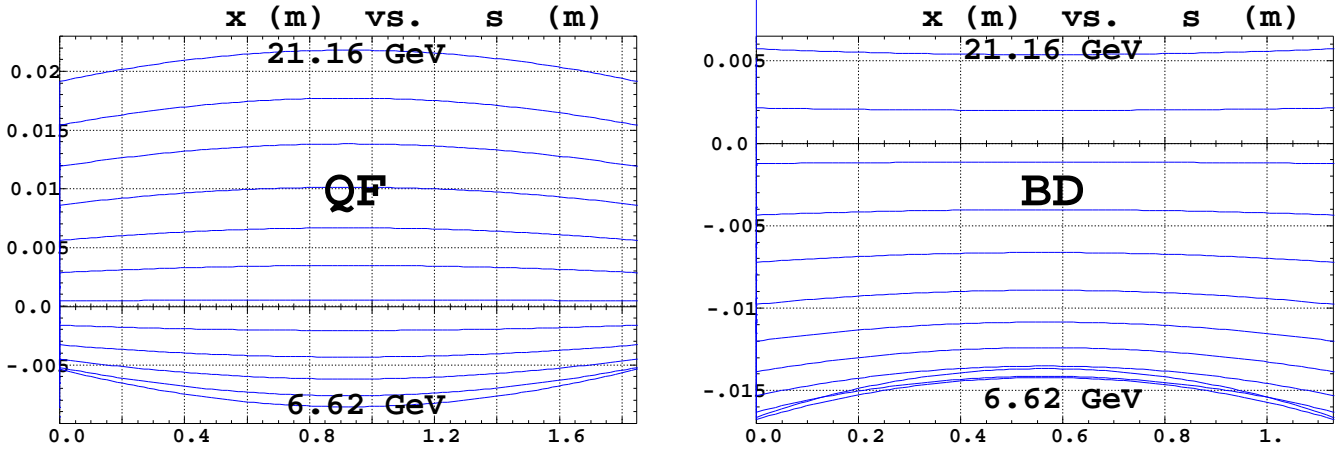 x (m) vs. s (m)
21.16 GeV
0.02
0.015
0.01
QF
0.005
0.0
-.005
6.62 GeV
0.0 0.4 0.8 1.2 1.6
x (m) vs. s (m)
21.16 GeV
0.005
0.0
BD
-.005
-.01
-.015
6.62 GeV
0.0 0.2 0.4 0.6 0.8 1.